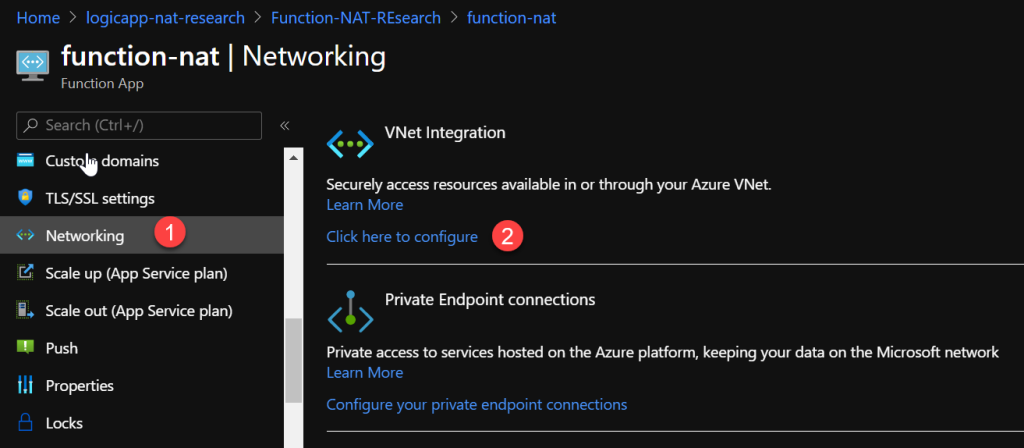 Home > logicapp-nat-research > Function-NAT-REsearch > function-nat
function-nat | Networking
Function App
Search (Ctrl+/)
«
Custom domains
TLS/SSL settings
Networking 1
Scale up (App Service plan)
Scale out (App Service plan)
Push
Properties
Locks
VNet Integration
Securely access resources available in or through your Azure VNet.
Learn More
Click here to configure 2
Private Endpoint connections
Private access to services hosted on the Azure platform, keeping your data on the Microsoft network
Learn More
Configure your private endpoint connections